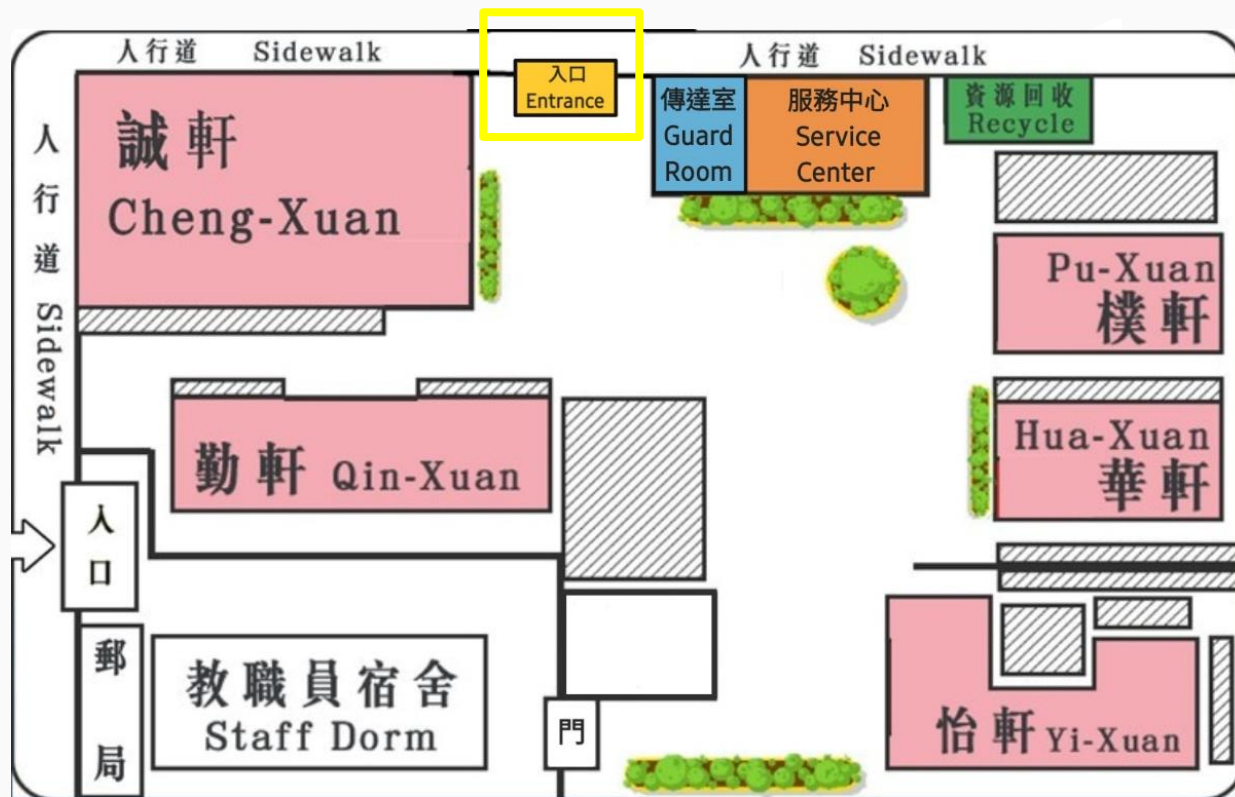 人行道 Sidewalk
入口
Entrance
人行道 Sidewalk
誠軒
Cheng-Xuan
傳達室
Guard
Room
服務中心
Service
Center
資源回收
Recycle
人行道 Sidewalk
Pu-Xuan
樸軒
Hua-Xuan
華軒
勤軒 Qin-Xuan
入口
郵局
教職員宿舍
Staff Dorm
門
怡軒 Yi-Xuan